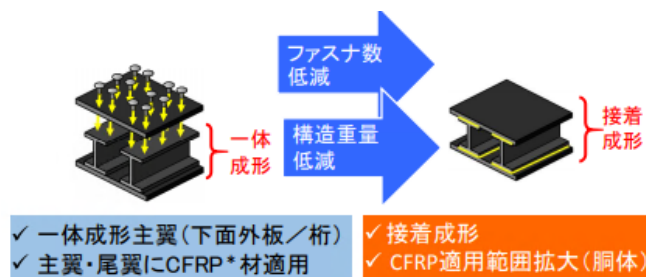 ファスナ数
低減
一体
成形
構造重量
低減
接着
成形
✓ 一体成形主翼(下面外板/桁)
✓ 主翼・尾翼にCFRP*材適用
✓ 接着成形
✓ CFRP適用範囲拡大(胴体)